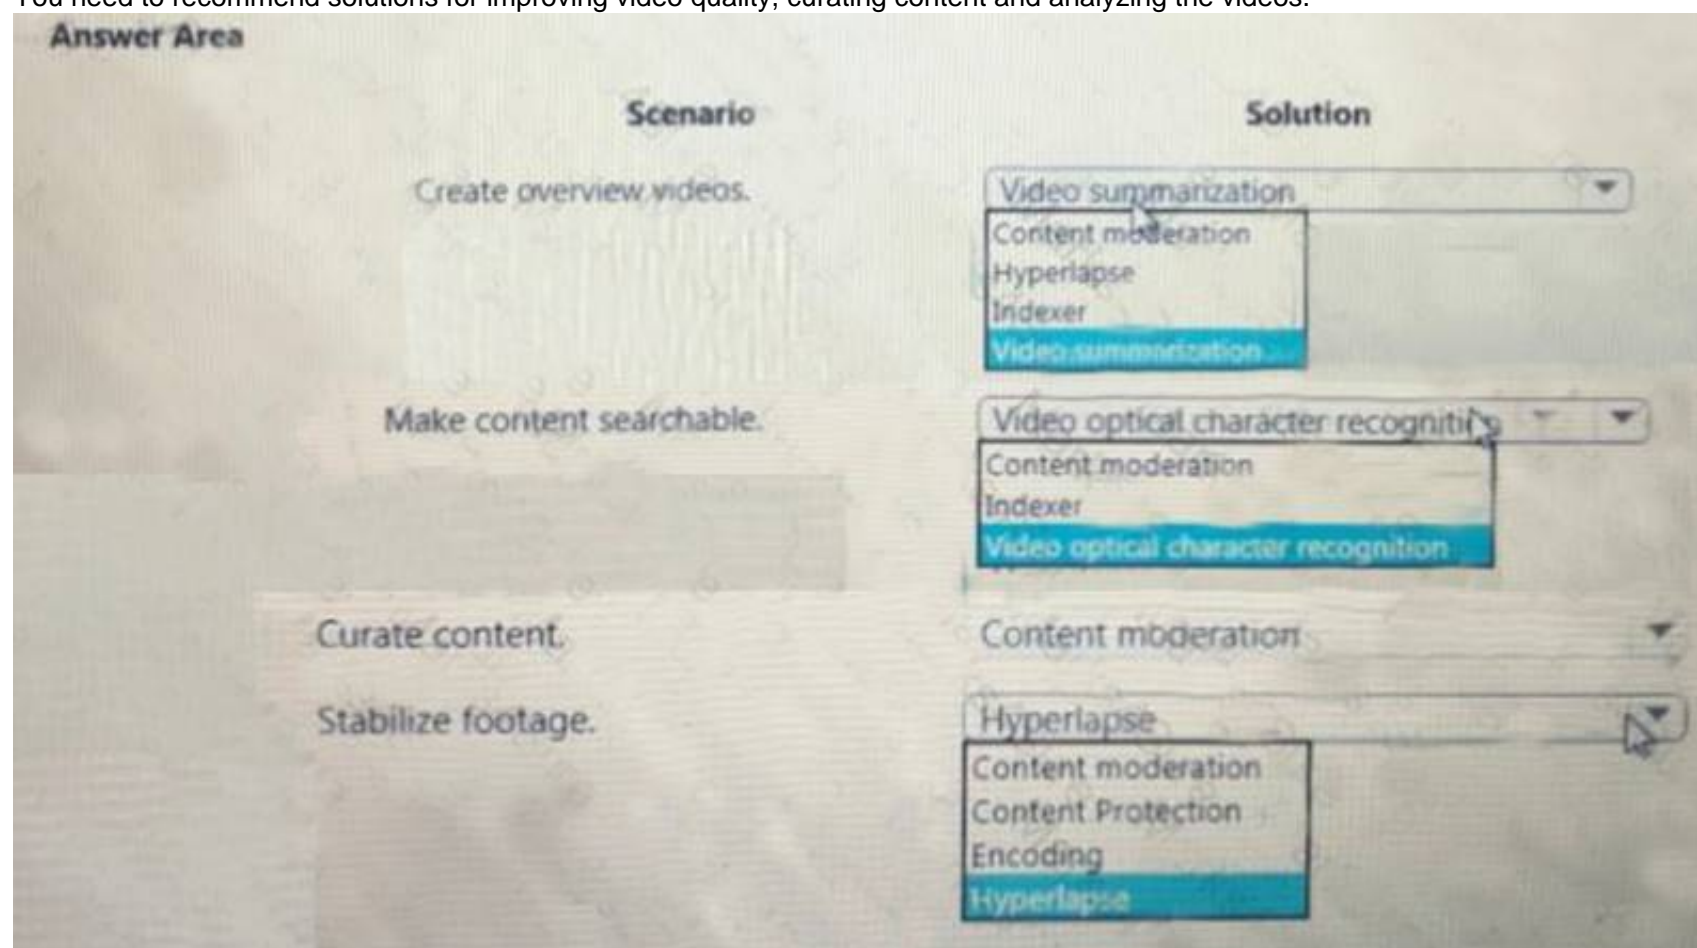 You need to recommend solutions for improving video quality, curating content and analyzing the videos.
Answer Area
Scenario Solution
Create overview videos. Video summarization
Content moderation
Hyperlapse
Indexer
Video summarization
Make content searchable. Video optical character recognition
Content moderation
Indexer
Video optical character recognition
Curate content. Content moderation
Stabilize footage. Hyperlapse
Content moderation
Content Protection
Encoding
Hyperlapse